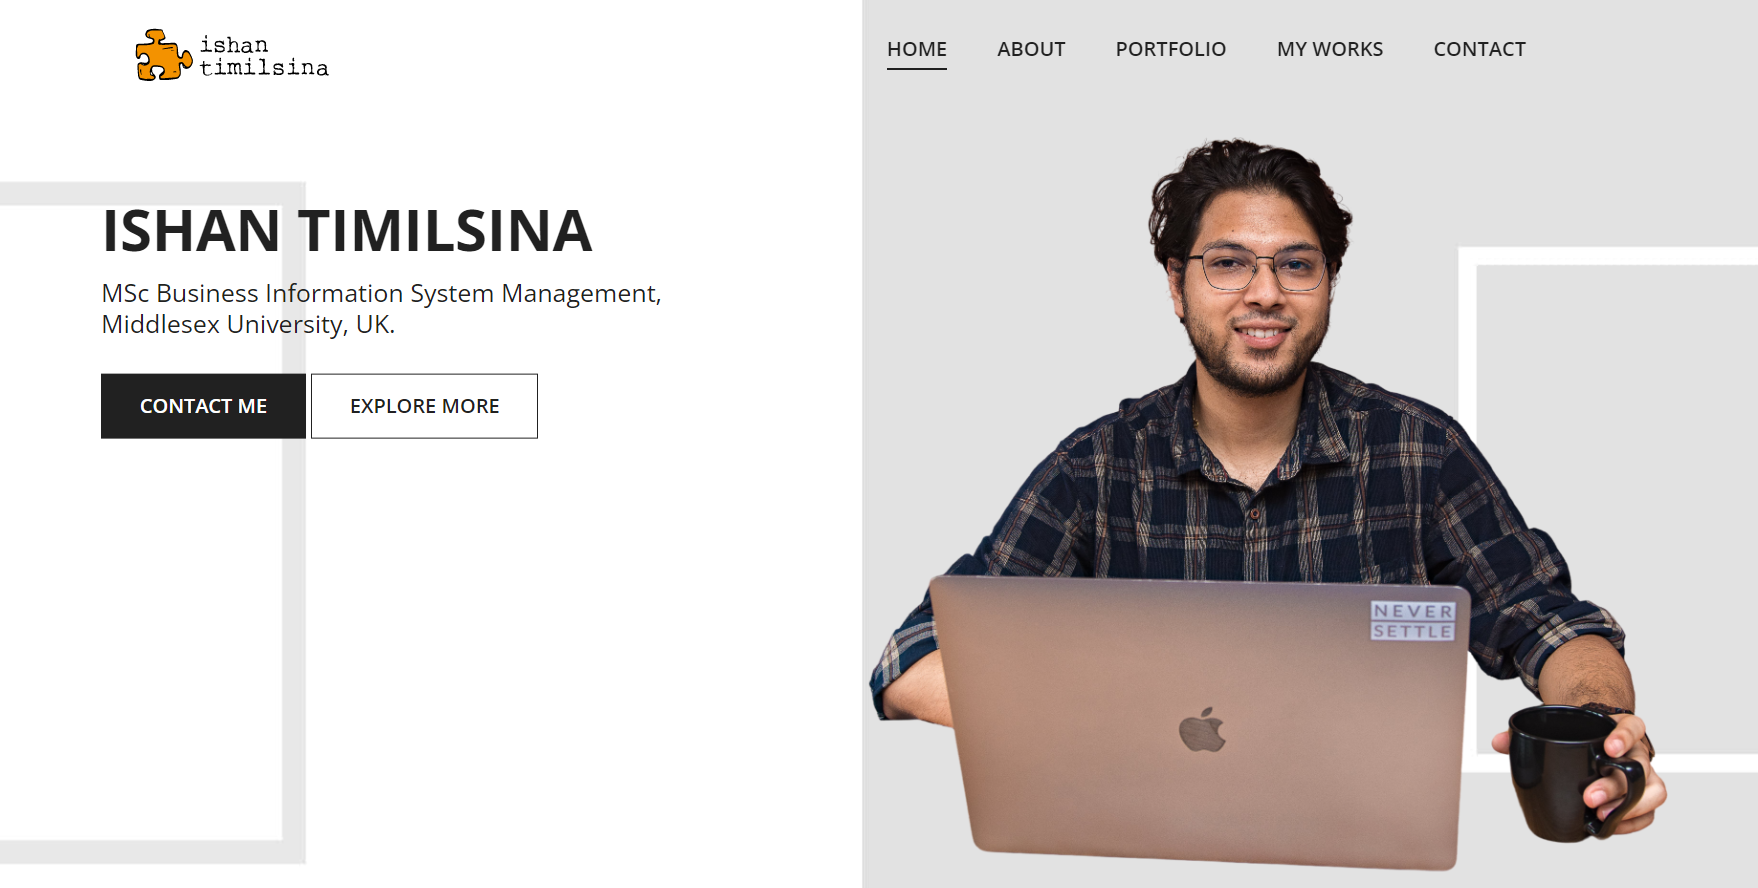 ishan
timilsina
HOME ABOUT PORTFOLIO MY WORKS CONTACT
ISHAN TIMILSINA
MSc Business Information System Management,
Middlesex University, UK.
CONTACT ME EXPLORE MORE
NEVER
SETTLE